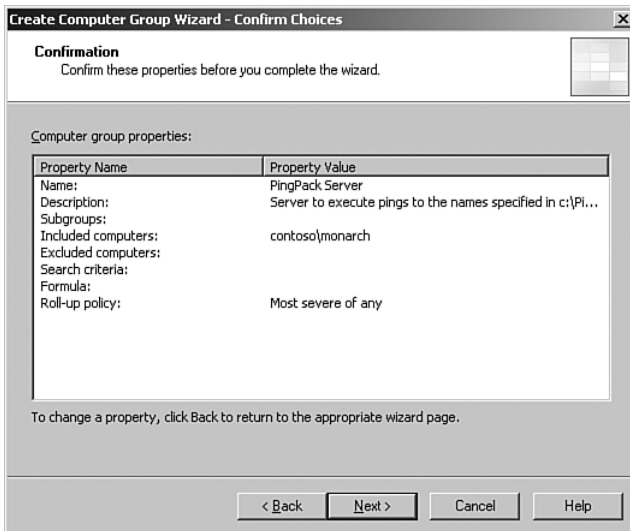 Create Computer Group Wizard - Confirm Choices
Confirmation
Confirm these properties before you complete the wizard.
Computer group properties:
Property Name Property Value
Name: PingPack Server
Description: Server to execute pings to the names specified in c:\Pi...
Subgroups:
Included computers: contoso\monarch
Excluded computers:
Search criteria:
Formula:
Roll-up policy: Most severe of any
To change a property, click Back to return to the appropriate wizard page.
< Back Next > Cancel Help